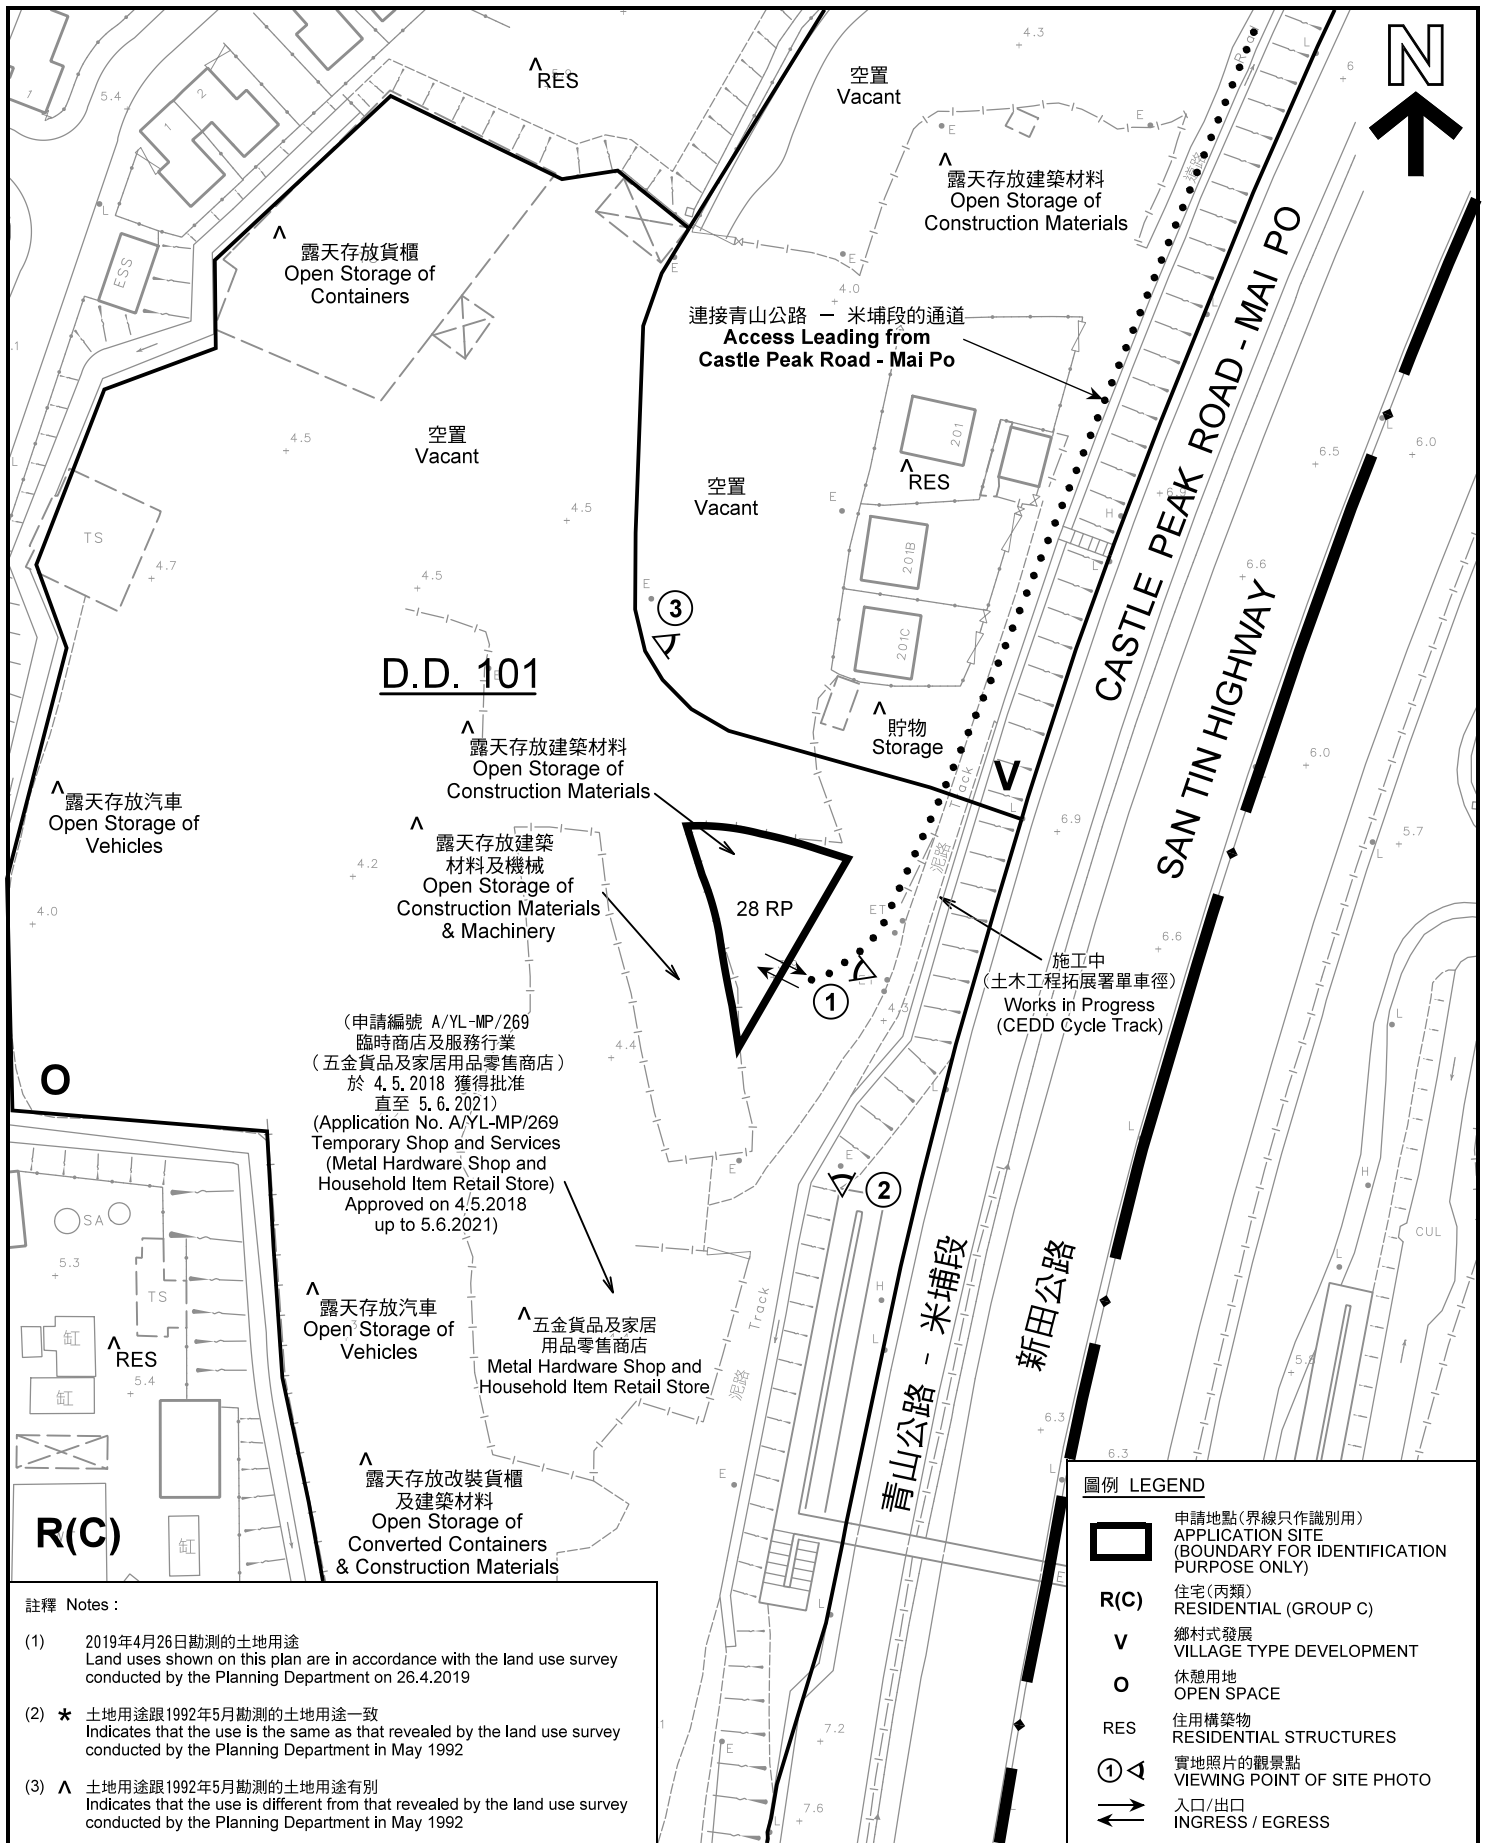 N
空置
Vacant
RES
露天存放建築材料
Open Storage of
Construction Materials
露天存放貨櫃
Open Storage of
Containers
連接青山公路 － 米埔段的通道
Access Leading from
Castle Peak Road - Mai Po
CASTLE PEAK ROAD - MAI PO
SAN TIN HIGHWAY
空置
Vacant
空置
Vacant
RES
201
201B
201C
ESS
TS
3
D.D. 101
貯物
Storage
V
露天存放建築材料
Open Storage of
Construction Materials
露天存放汽車
Open Storage of
Vehicles
露天存放建築
材料及機械
Open Storage of
Construction Materials
& Machinery
28 RP
1
施工中
(土木工程拓展署單車徑)
Works in Progress
(CEDD Cycle Track)
O
(申請編號 A/YL-MP/269
臨時商店及服務行業
(五金貨品及家居用品零售商店)
於 4.5.2018 獲得批准
直至 5.6.2021)
(Application No. A/YL-MP/269
Temporary Shop and Services
(Metal Hardware Shop and
Household Item Retail Store)
Approved on 4.5.2018
up to 5.6.2021)
2
青山公路 - 米埔段
新田公路
SA
TS
缸
缸
缸
RES
露天存放汽車
Open Storage of
Vehicles
五金貨品及家居
用品零售商店
Metal Hardware Shop and
Household Item Retail Store
泥路 Track
泥路 Track
CUL
R(C)
露天存放改裝貨櫃
及建築材料
Open Storage of
Converted Containers
& Construction Materials
註釋 Notes :
(1) 2019年4月26日勘測的土地用途
Land uses shown on this plan are in accordance with the land use survey
conducted by the Planning Department on 26.4.2019
(2) * 土地用途跟1992年5月勘測的土地用途一致
Indicates that the use is the same as that revealed by the land use survey
conducted by the Planning Department in May 1992
(3) ^ 土地用途跟1992年5月勘測的土地用途有別
Indicates that the use is different from that revealed by the land use survey
conducted by the Planning Department in May 1992
圖例 LEGEND
申請地點(界線只作識別用)
APPLICATION SITE
(BOUNDARY FOR IDENTIFICATION
PURPOSE ONLY)
R(C) 住宅(丙類)
RESIDENTIAL (GROUP C)
V 鄉村式發展
VILLAGE TYPE DEVELOPMENT
O 休憩用地
OPEN SPACE
RES 住用構築物
RESIDENTIAL STRUCTURES
1 實地照片的觀景點
VIEWING POINT OF SITE PHOTO
入口/出口
INGRESS / EGRESS